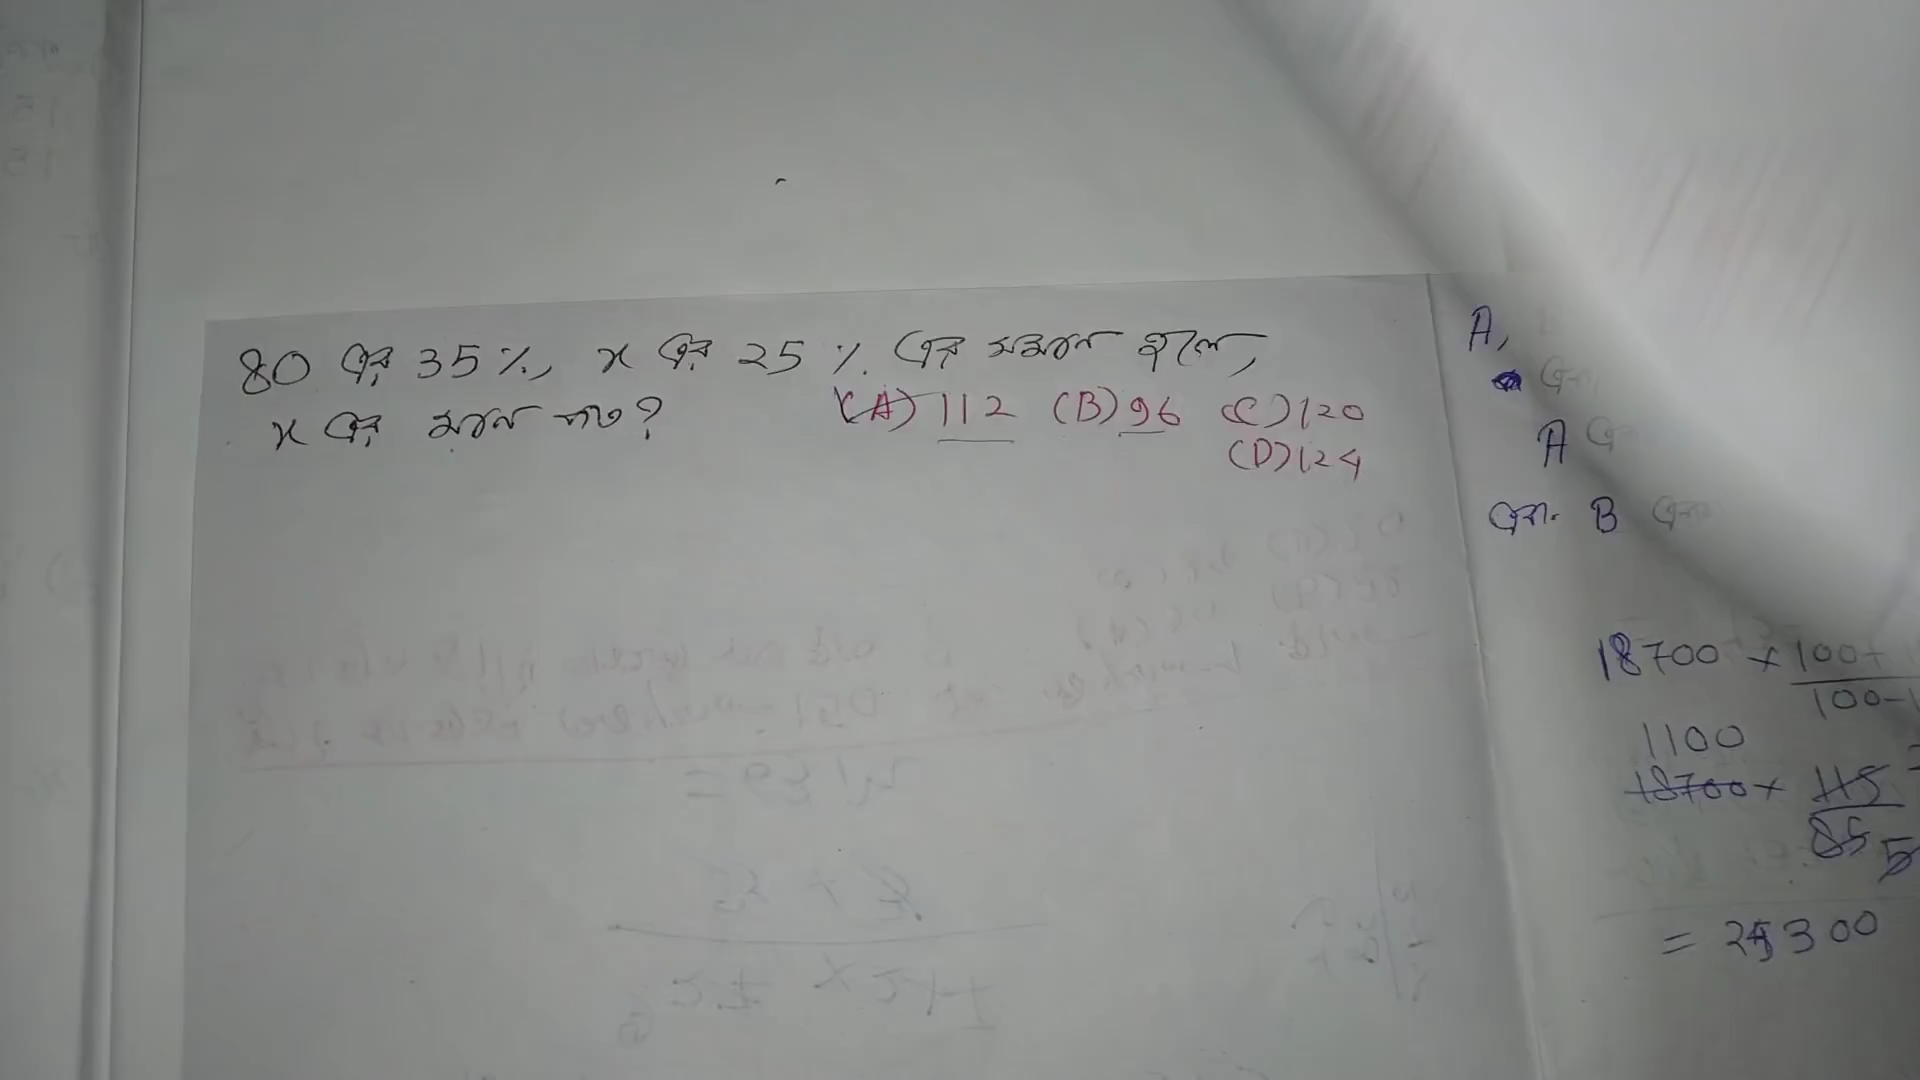 80 এর 35%, x এর 25% এর সমান হলে,
x এর মান কত?
(A) 112 (B) 96 (C) 120
(D) 124
A,
A
B
18700 × 100+
100-1
1100
18700 × 115
85 5
= 25300